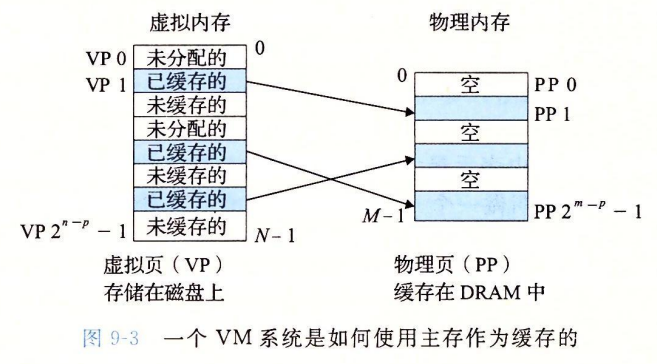 虚拟内存 物理内存
0
VP 0 未分配的
VP 1 已缓存的
未缓存的
未分配的
已缓存的
未缓存的
已缓存的
VP 2^{n-p} - 1 未缓存的
N-1
0
空 PP 0
PP 1
空
空
M-1 PP 2^{m-p} - 1
虚拟页（VP） 物理页（PP）
存储在磁盘上 缓存在 DRAM 中
图 9-3 一个 VM 系统是如何使用主存作为缓存的